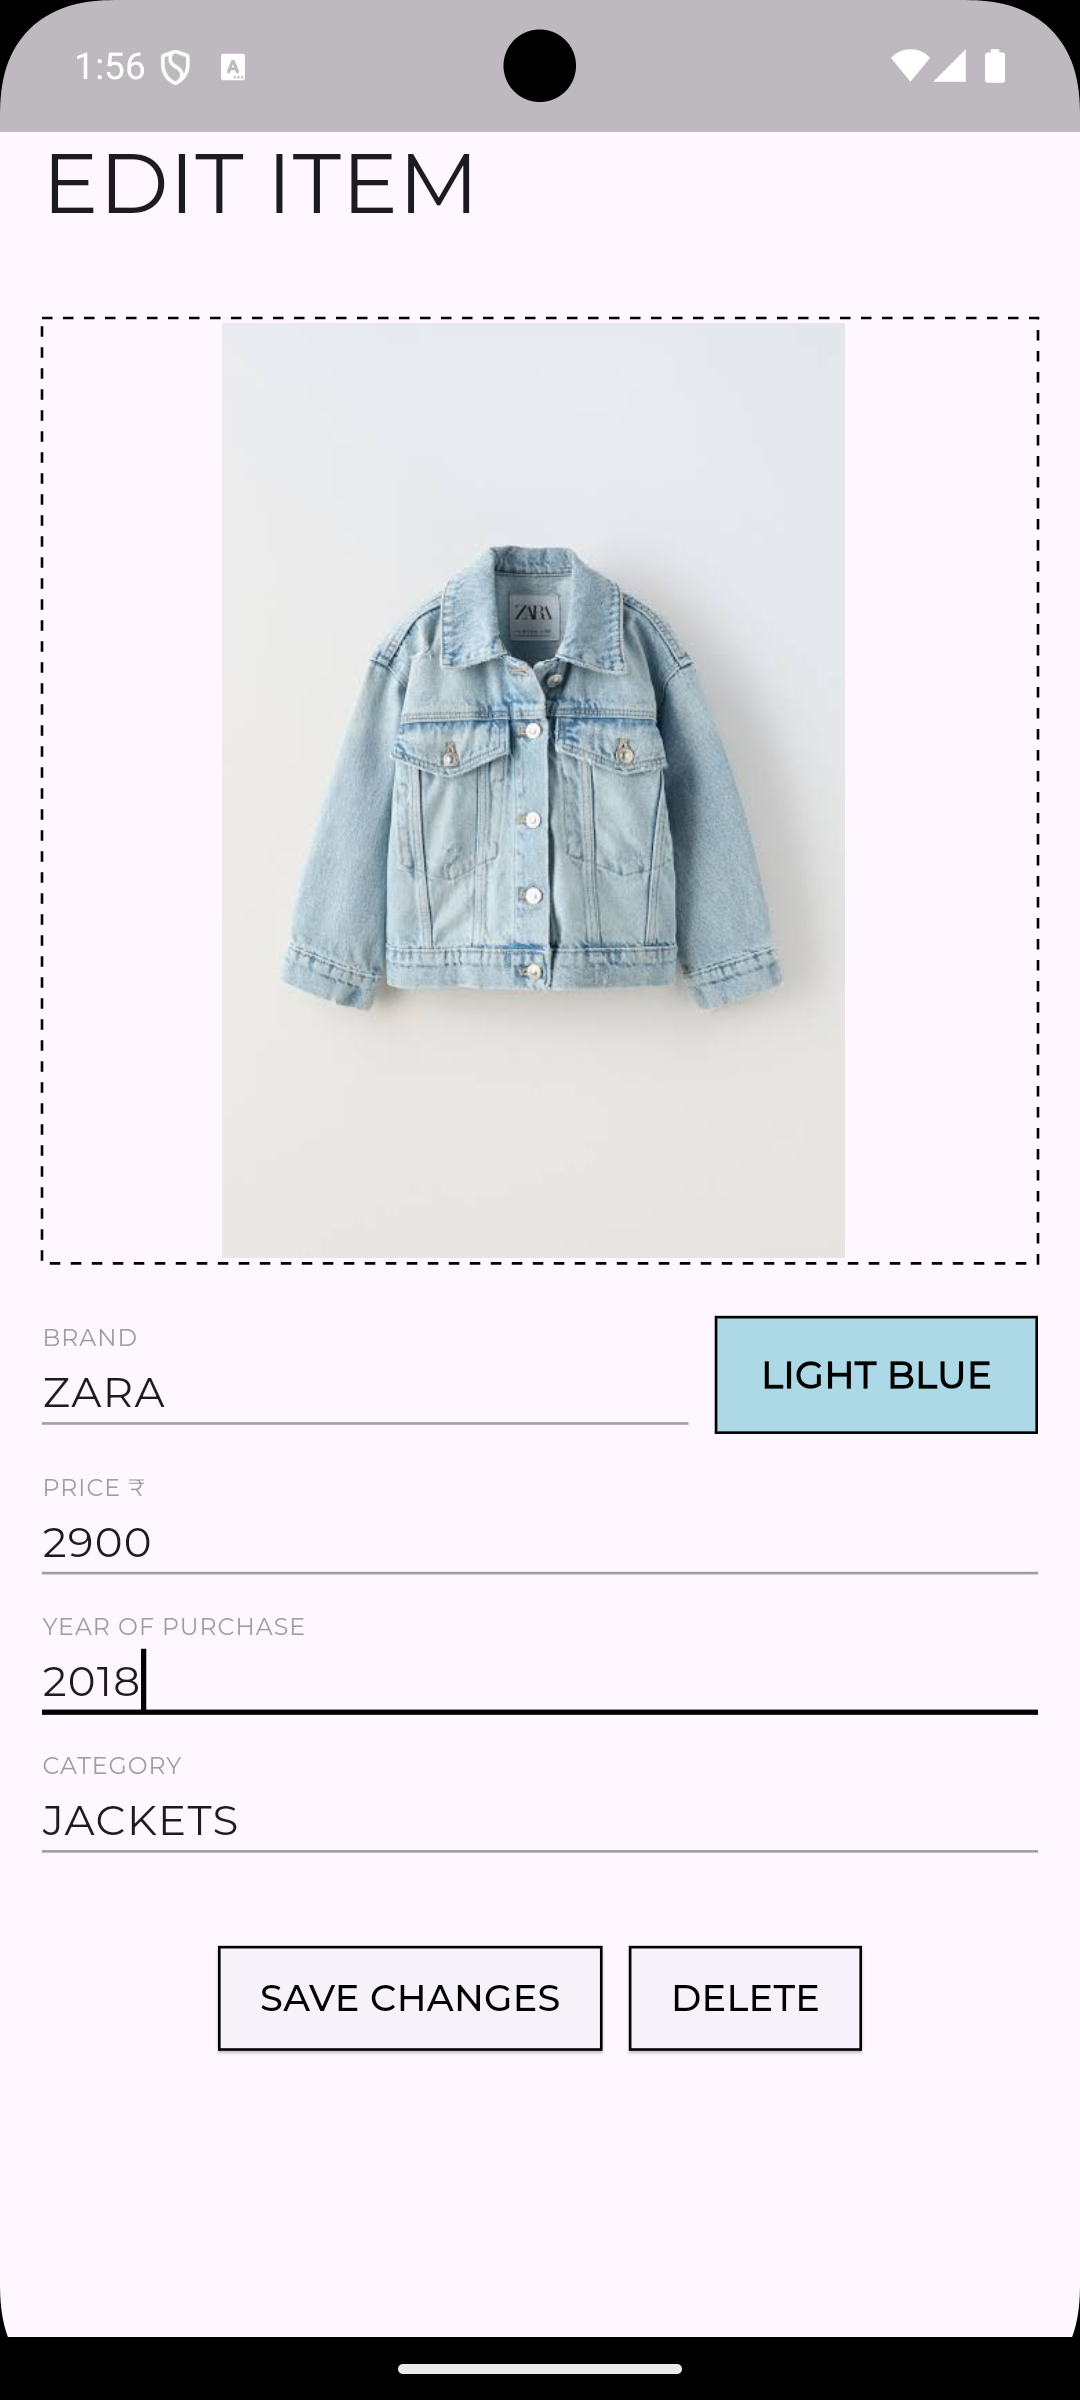 1:56
EDIT ITEM
ZARA
BRAND
ZARA
LIGHT BLUE
PRICE ₹
2900
YEAR OF PURCHASE
2018
CATEGORY
JACKETS
SAVE CHANGES
DELETE